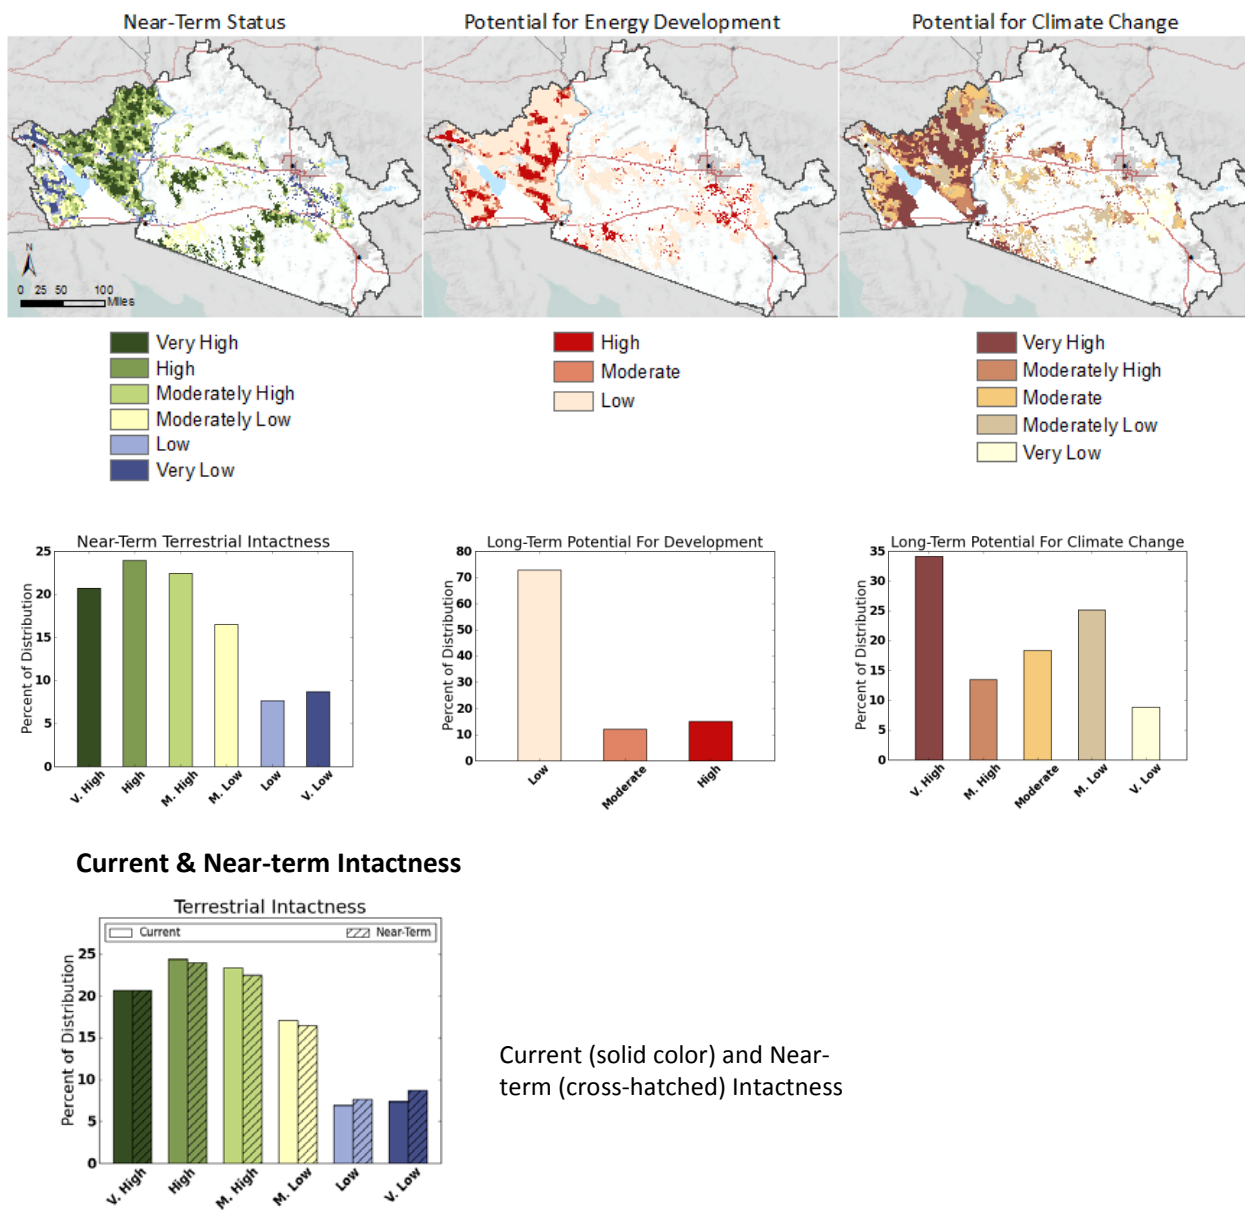 Near-Term Status
Potential for Energy Development
Potential for Climate Change
N
0 25 50 100
Miles
Very High
High
Moderately High
Moderately Low
Low
Very Low
High
Moderate
Low
Very High
Moderately High
Moderate
Moderately Low
Very Low
Near-Term Terrestrial Intactness
Percent of Distribution
25
20
15
10
5
0
V. High
High
M. High
M. Low
Low
V. Low
Long-Term Potential For Development
Percent of Distribution
80
70
60
50
40
30
20
10
0
Low
Moderate
High
Long-Term Potential For Climate Change
Percent of Distribution
35
30
25
20
15
10
5
0
V. High
M. High
Moderate
M. Low
V. Low
Current & Near-term Intactness
Terrestrial Intactness
Current
Near-Term
Percent of Distribution
25
20
15
10
5
0
V. High
High
M. High
M. Low
Low
V. Low
Current (solid color) and Near-
term (cross-hatched) Intactness